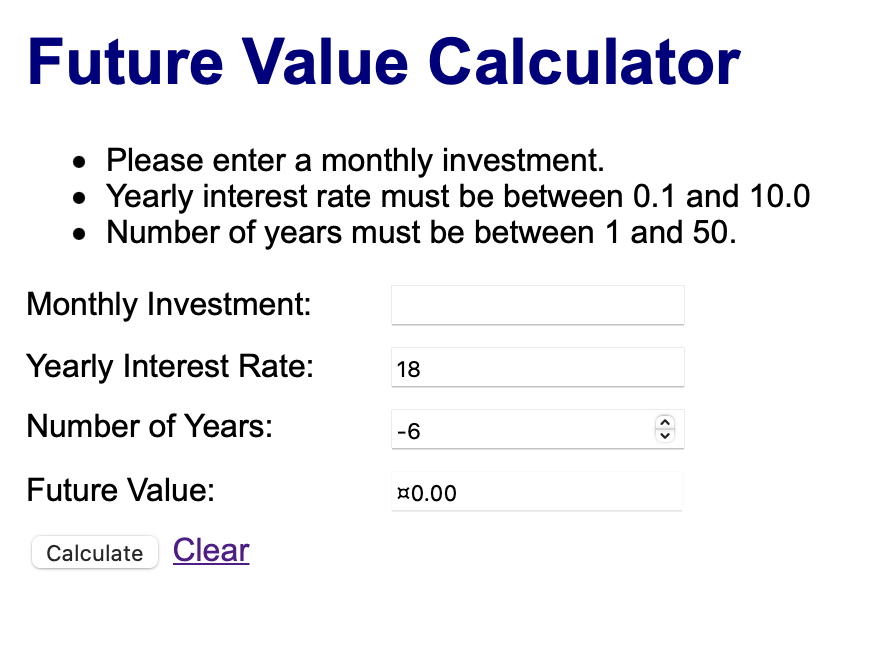 Future Value Calculator
• Please enter a monthly investment.
• Yearly interest rate must be between 0.1 and 10.0
• Number of years must be between 1 and 50.
Monthly Investment:
Yearly Interest Rate: 18
Number of Years: -6
Future Value: ¤0.00
Calculate Clear